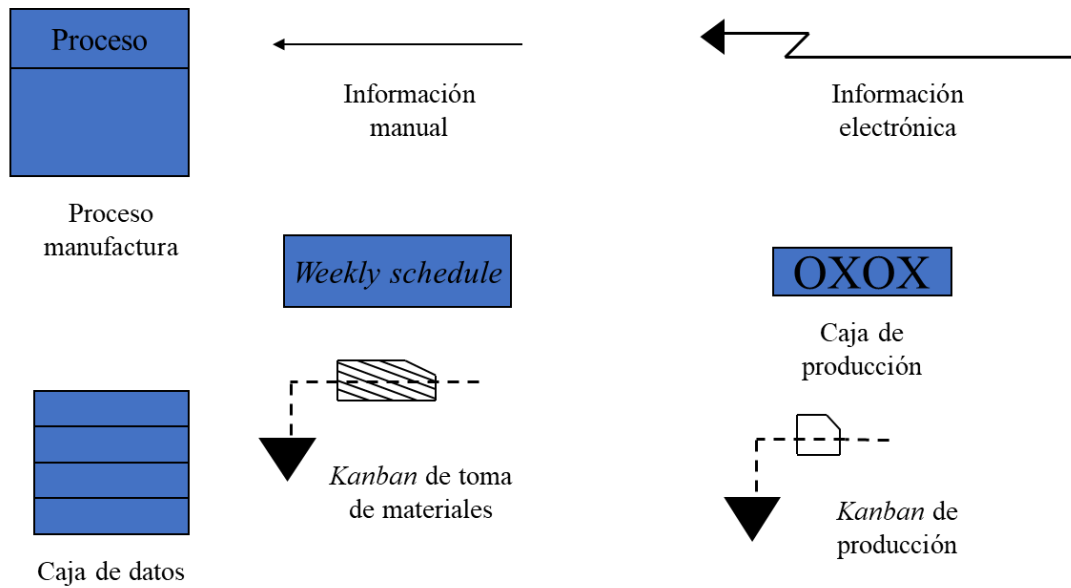 Proceso
Información
manual
Información
electrónica
Proceso
manufactura
Weekly schedule
OXOX
Caja de
producción
Kanban de toma
de materiales
Kanban de
producción
Caja de datos